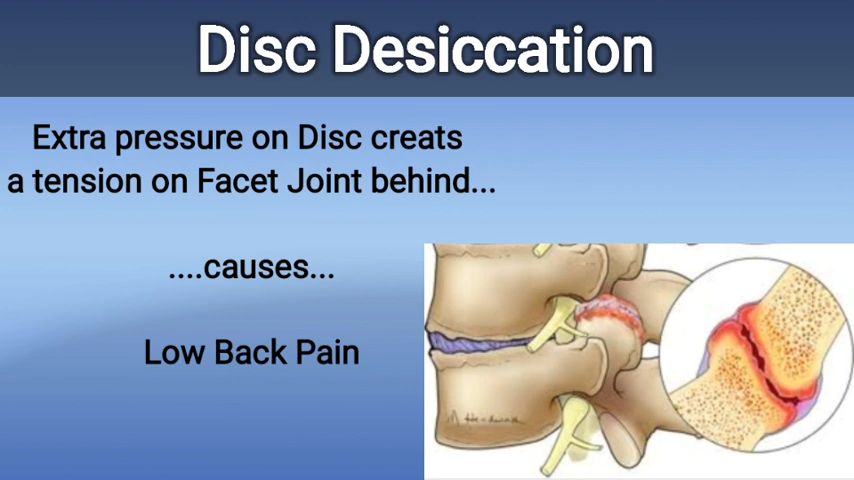 Disc Desiccation
Extra pressure on Disc creats
a tension on Facet Joint behind...
....causes...
Low Back Pain